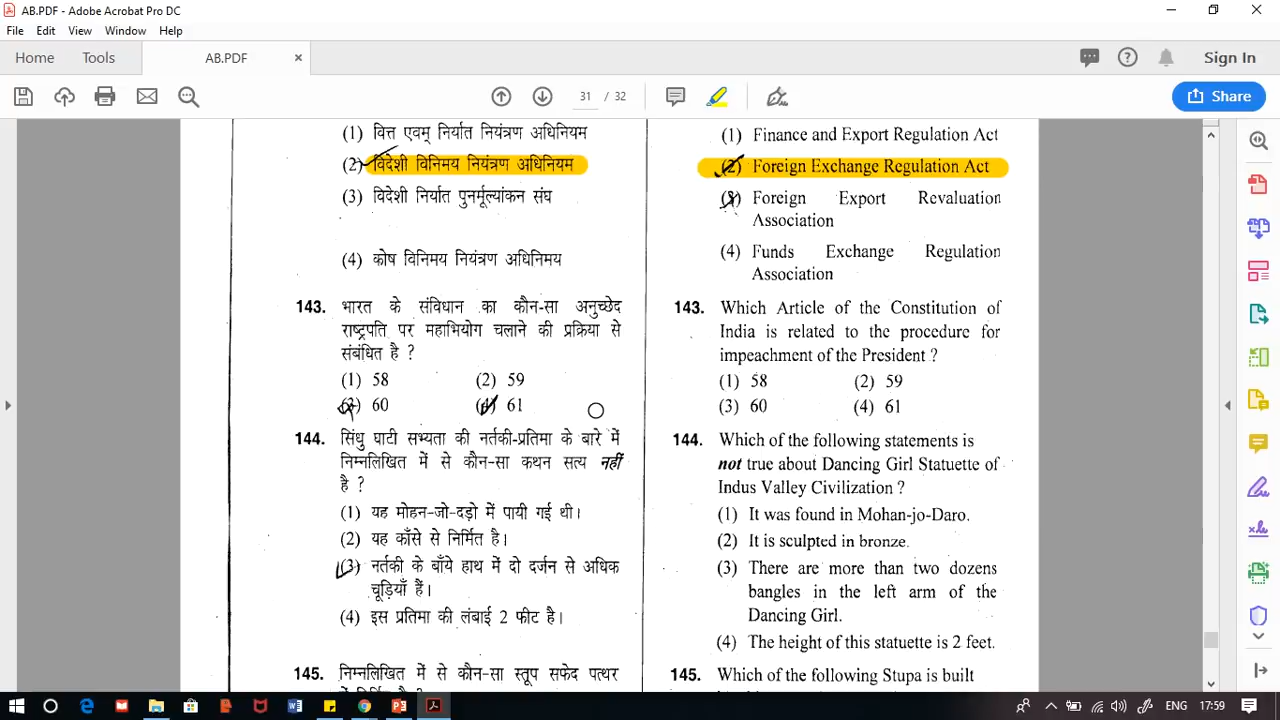 AB.PDF - Adobe Acrobat Pro DC
File Edit View Window Help
Home Tools AB.PDF × Sign In
31 / 32 Share
(1) वित्त एवम् निर्यात नियंत्रण अधिनियम
(2) विदेशी विनिमय नियंत्रण अधिनियम
(3) विदेशी निर्यात पुनर्मूल्यांकन संघ
(4) कोष विनिमय नियंत्रण अधिनिमय
143. भारत के संविधान का कौन-सा अनुच्छेद
राष्ट्रपति पर महाभियोग चलाने की प्रक्रिया से
संबंधित है ?
(1) 58 (2) 59
(3) 60 (4) 61
144. सिंधु घाटी सभ्यता की नर्तकी-प्रतिमा के बारे में
निम्नलिखित में से कौन-सा कथन सत्य नहीं
है ?
(1) यह मोहन-जो-दड़ो में पायी गई थी।
(2) यह काँसे से निर्मित है।
(3) नर्तकी के बाँये हाथ में दो दर्जन से अधिक
चूड़ियाँ हैं।
(4) इस प्रतिमा की लंबाई 2 फीट है।
145. निम्नलिखित में से कौन-सा स्तूप सफेद पत्थर
(1) Finance and Export Regulation Act
(2) Foreign Exchange Regulation Act
(3) Foreign Export Revaluation
Association
(4) Funds Exchange Regulation
Association
143. Which Article of the Constitution of
India is related to the procedure for
impeachment of the President ?
(1) 58 (2) 59
(3) 60 (4) 61
144. Which of the following statements is
not true about Dancing Girl Statuette of
Indus Valley Civilization ?
(1) It was found in Mohan-jo-Daro.
(2) It is sculpted in bronze.
(3) There are more than two dozens
bangles in the left arm of the
Dancing Girl.
(4) The height of this statuette is 2 feet.
145. Which of the following Stupa is built
ENG 17:59